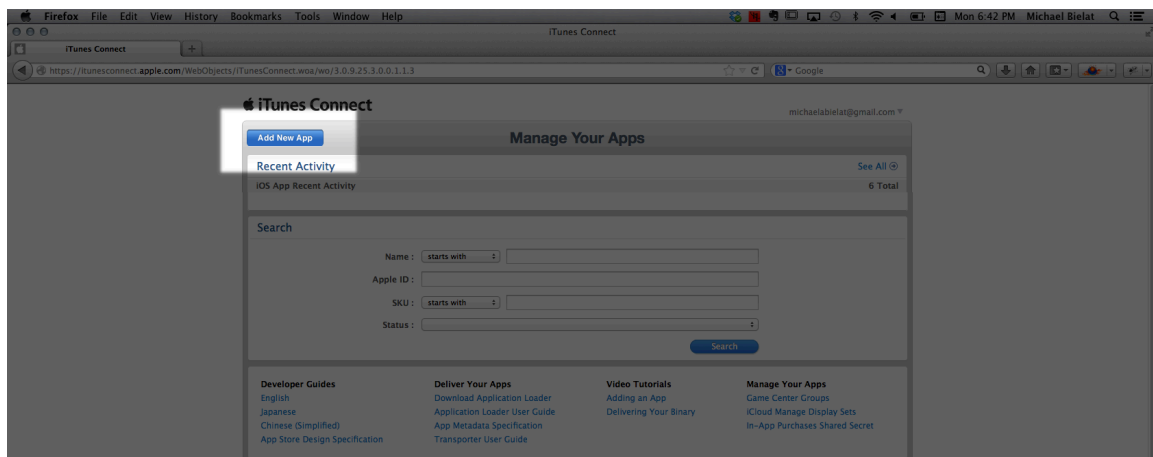 Firefox File Edit View History Bookmarks Tools Window Help Mon 6:42 PM Michael Bielat
iTunes Connect
iTunes Connect
https://itunesconnect.apple.com/WebObjects/iTunesConnect.woa/wo/3.0.9.25.3.0.0.1.1.3 Google
iTunes Connect
michaelabielat@gmail.com
Add New App Manage Your Apps
Recent Activity See All
iOS App Recent Activity 6 Total
Search
Name : starts with
Apple ID :
SKU : starts with
Status :
Search
Developer Guides Deliver Your Apps Video Tutorials Manage Your Apps
English Download Application Loader Adding an App Game Center Groups
Japanese Application Loader User Guide Delivering Your Binary iCloud Manage Display Sets
Chinese (Simplified) App Metadata Specification In-App Purchases Shared Secret
App Store Design Specification Transporter User Guide